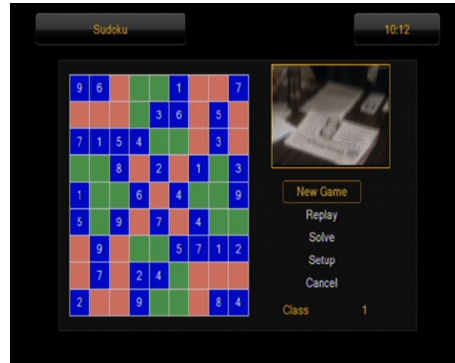 Sudoku 10:12
9 6 1 7
3 6 5
7 1 5 4 3
8 2 1 3
1 6 4 9
5 9 7 4
9 5 7 1 2
7 2 4
2 9 8 4
New Game
Replay
Solve
Setup
Cancel
Class 1